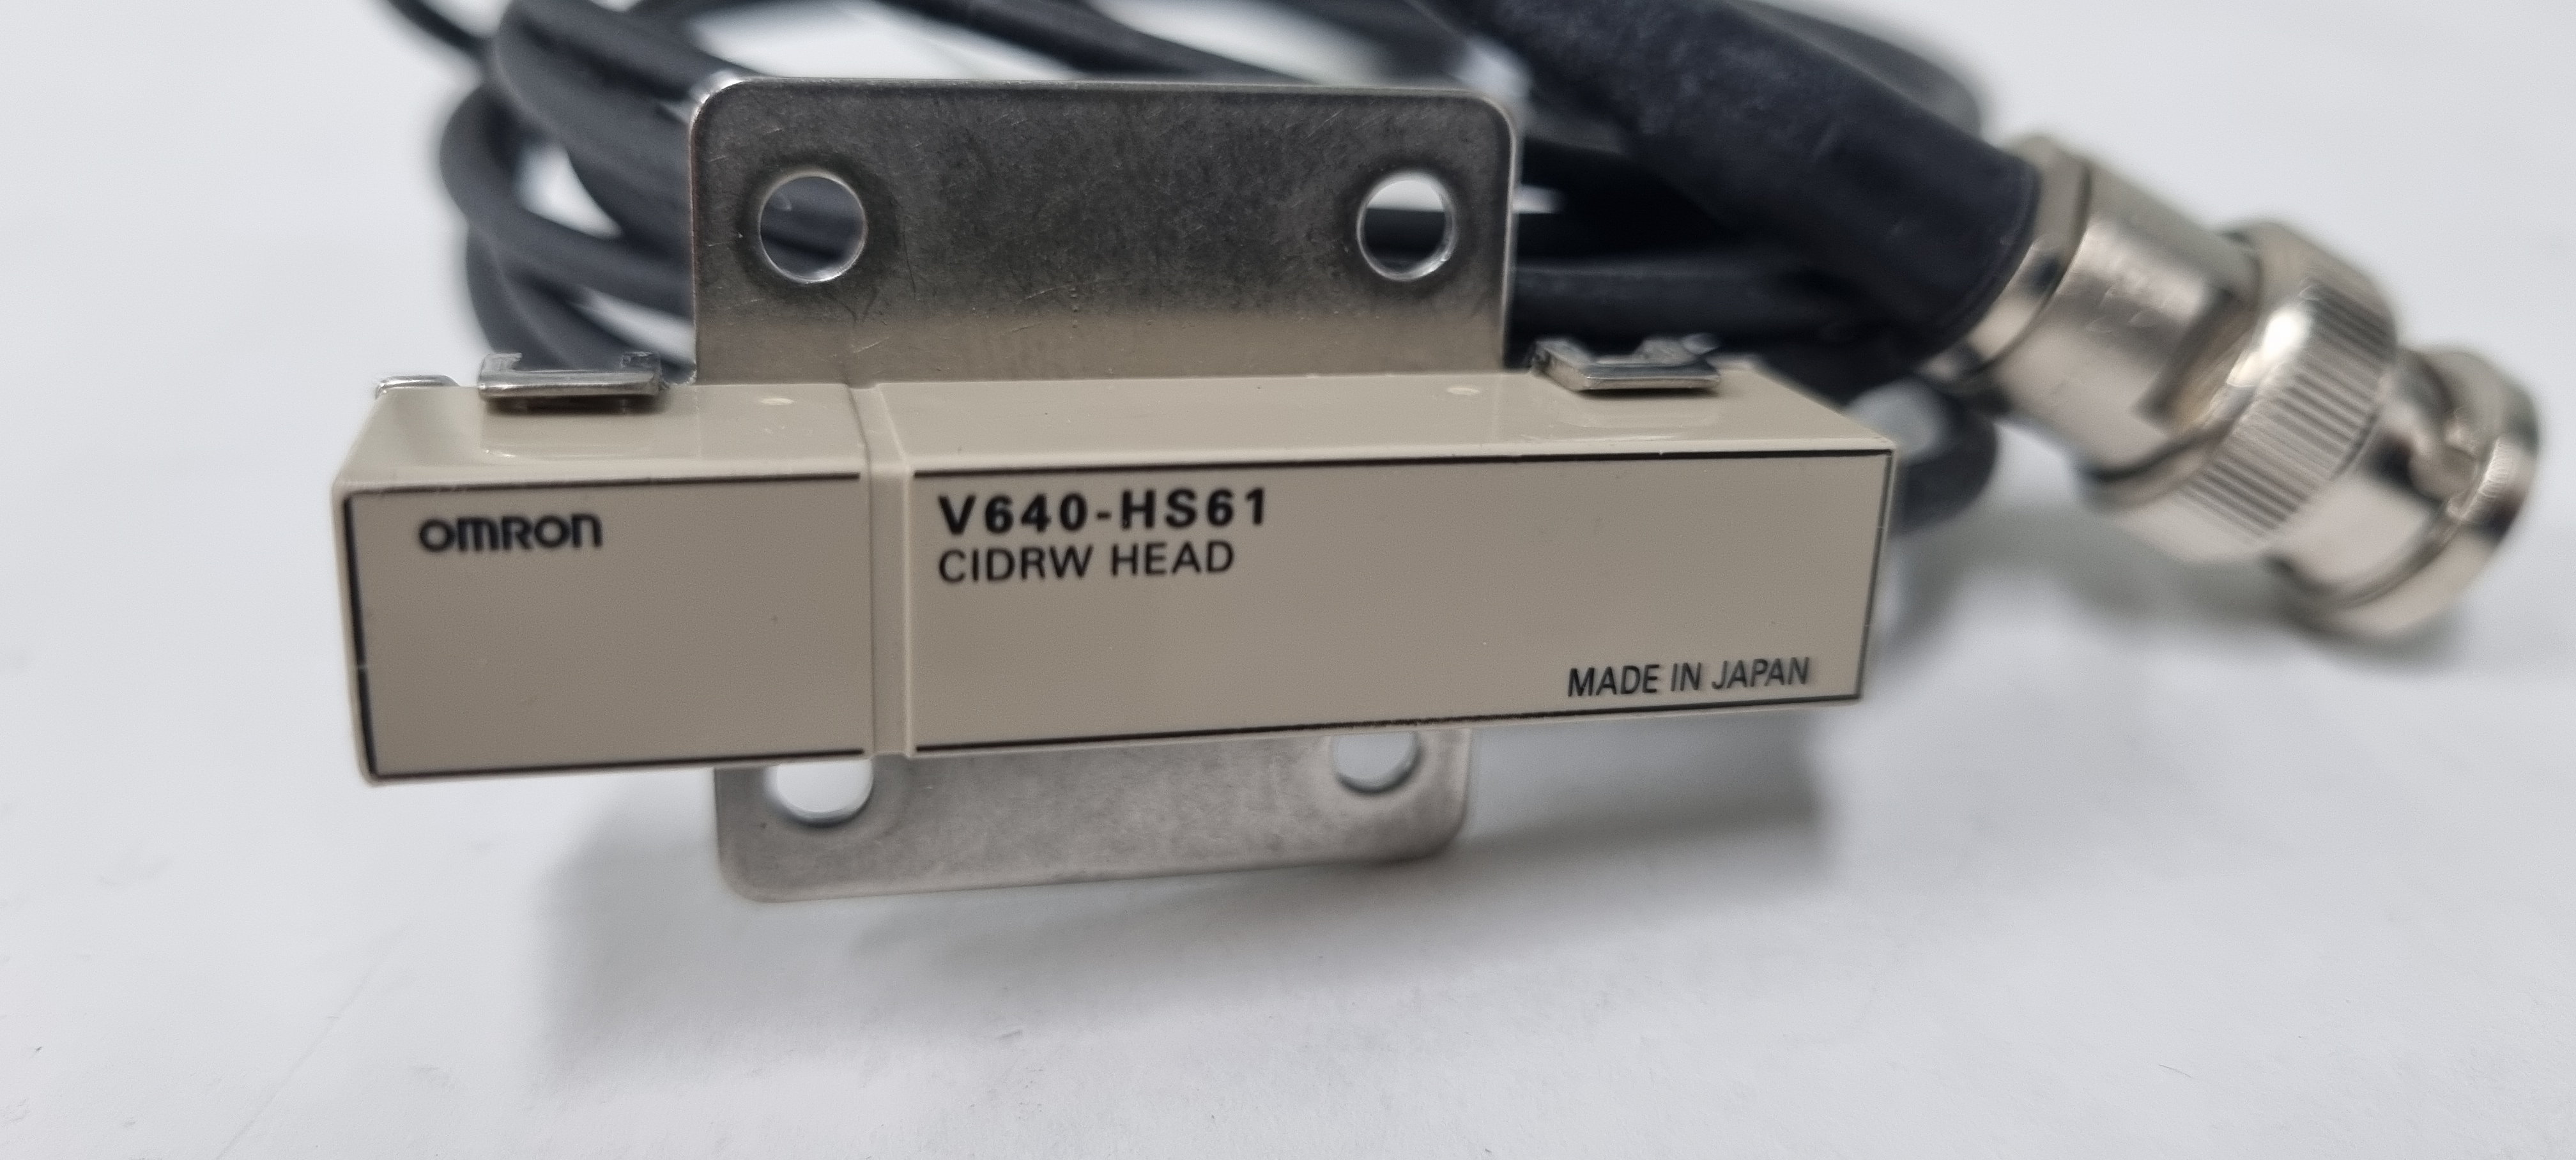 omron
V640-HS61
CIDRW HEAD
MADE IN JAPAN